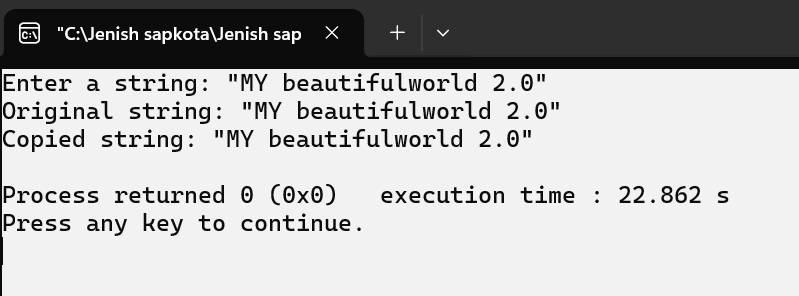 "C:\Jenish sapkota\Jenish sap
Enter a string: "MY beautifulworld 2.0"
Original string: "MY beautifulworld 2.0"
Copied string: "MY beautifulworld 2.0"
Process returned 0 (0x0)   execution time : 22.862 s
Press any key to continue.